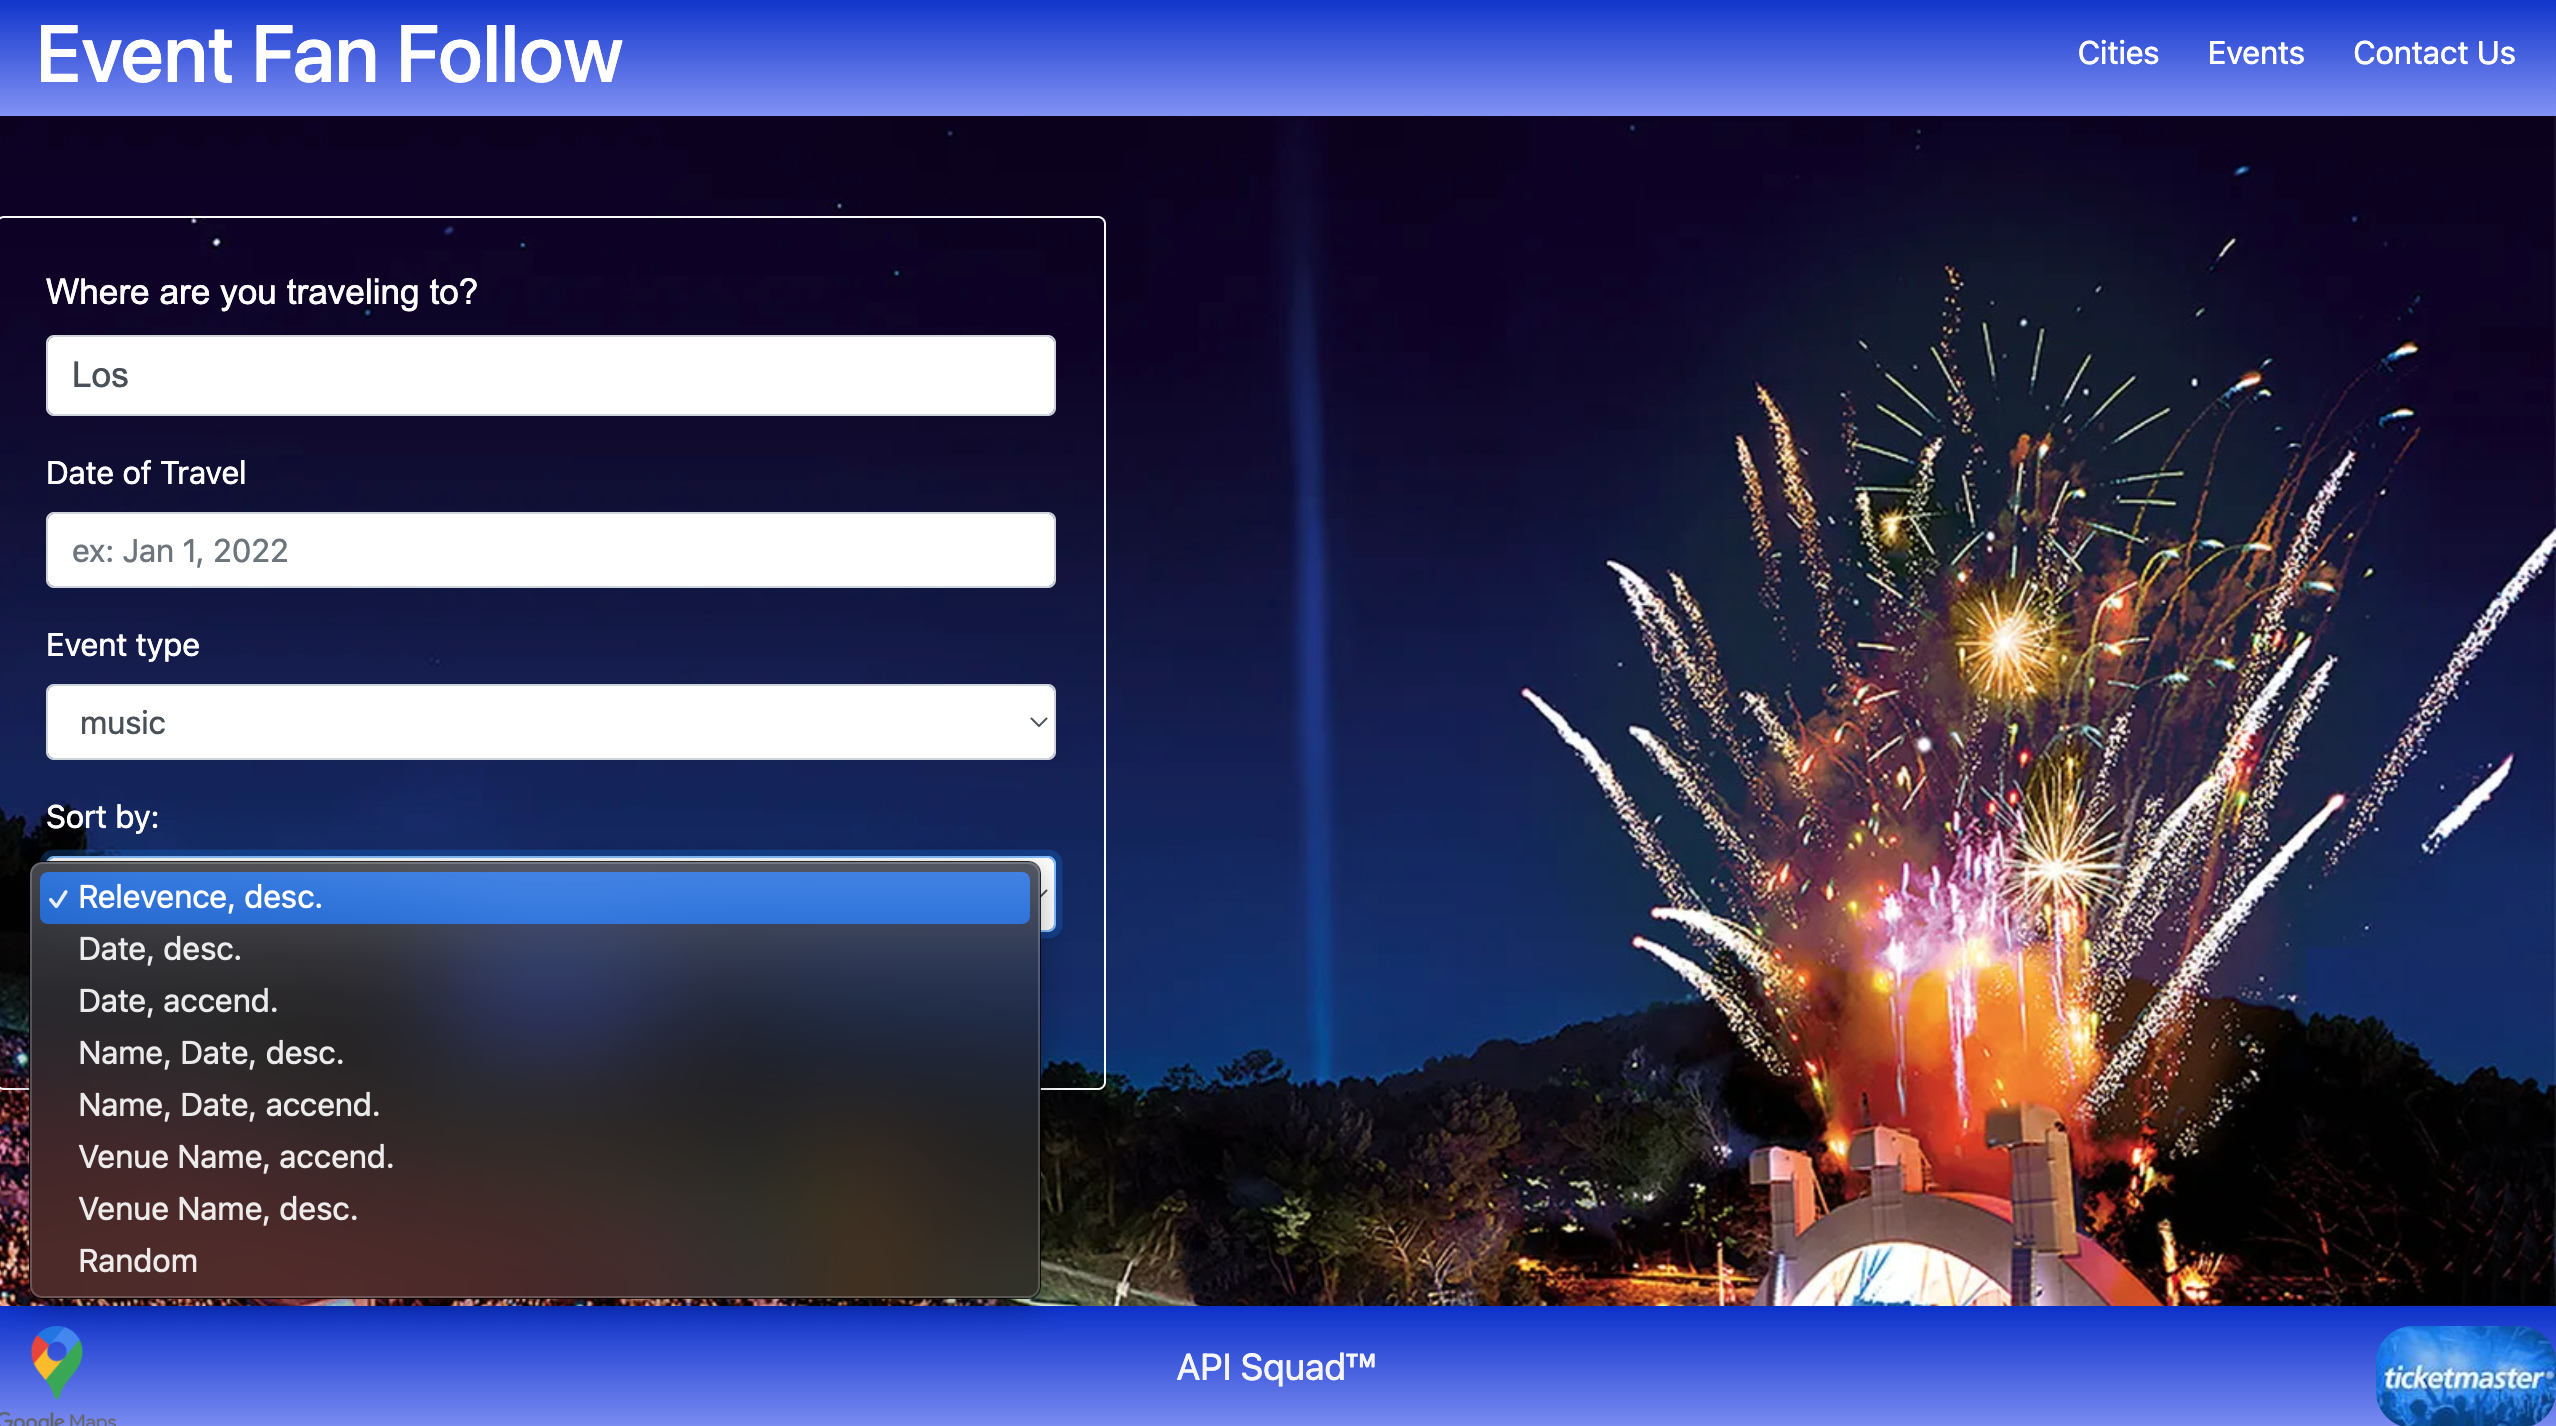 Event Fan Follow
Cities Events Contact Us
Where are you traveling to?
Los
Date of Travel
ex: Jan 1, 2022
Event type
music
Sort by:
✓ Relevence, desc.
Date, desc.
Date, accend.
Name, Date, desc.
Name, Date, accend.
Venue Name, accend.
Venue Name, desc.
Random
API Squad™
ticketmaster®
Google Maps